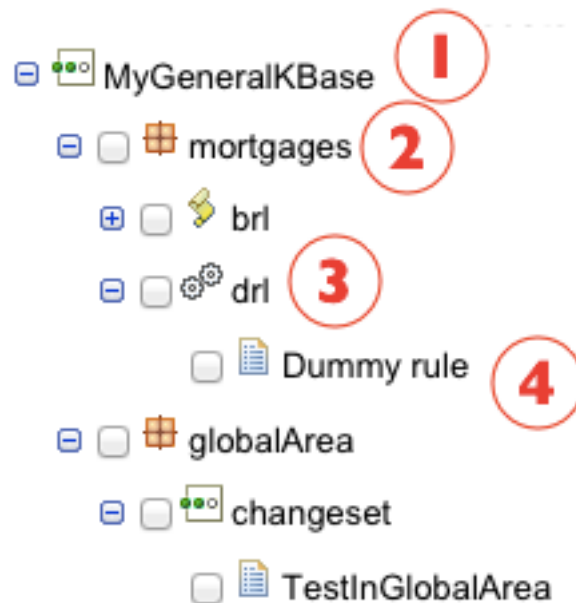 MyGeneralKBase 1
mortgages 2
brl
drl 3
Dummy rule 4
globalArea
changeset
TestInGlobalArea